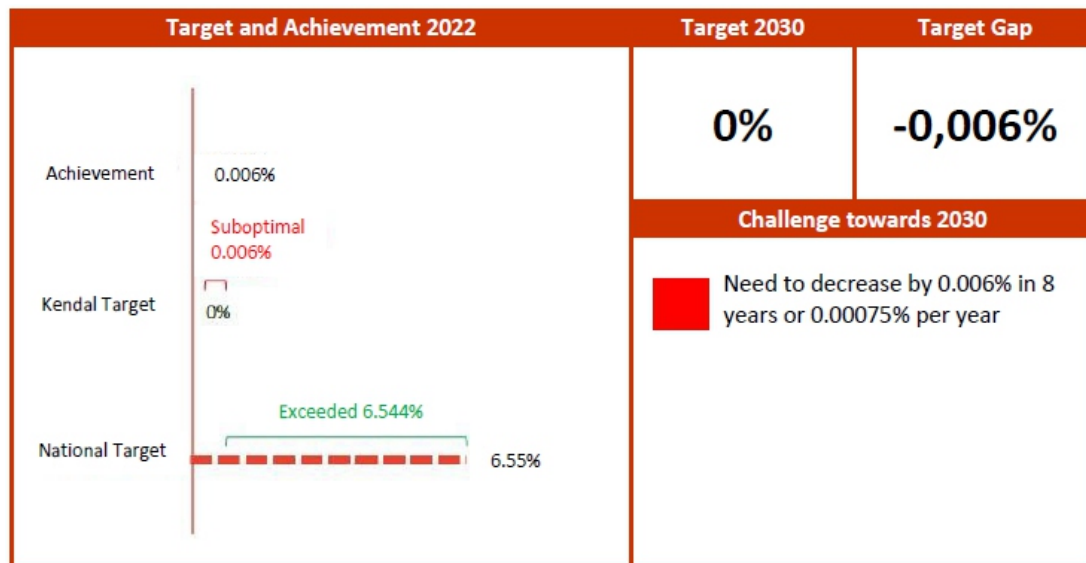 Target and Achievement 2022
Target 2030
Target Gap
0%
-0,006%
Achievement
0.006%
Suboptimal
0.006%
Kendal Target
0%
Exceeded 6.544%
National Target
6.55%
Challenge towards 2030
Need to decrease by 0.006% in 8
years or 0.00075% per year